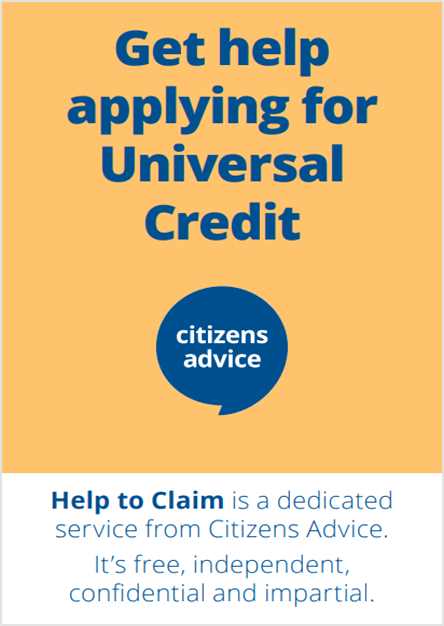 Get help
applying for
Universal
Credit
citizens
advice
Help to Claim is a dedicated
service from Citizens Advice.
It’s free, independent,
confidential and impartial.